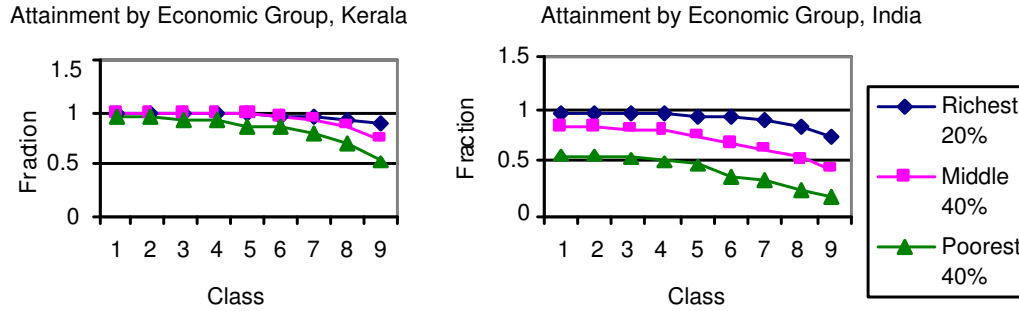 Attainment by Economic Group, Kerala
1.5
1
0.5
0
Fradion
1 2 3 4 5 6 7 8 9
Class
Attainment by Economic Group, India
1.5
1
0.5
0
Fraction
1 2 3 4 5 6 7 8 9
Class
Richest
20%
Middle
40%
Poorest
40%